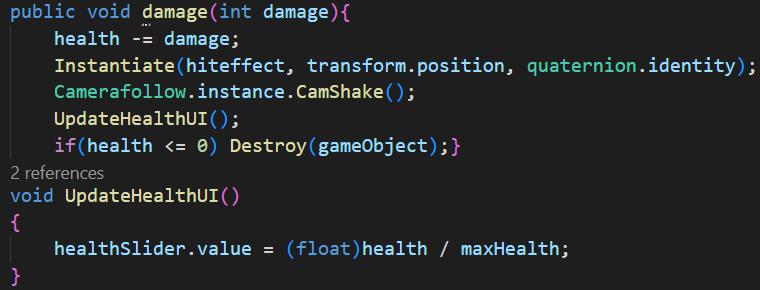 public void damage(int damage){
health -= damage;
Instantiate(hiteffect, transform.position, quaternion.identity);
Camerafollow.instance.CamShake();
UpdateHealthUI();
if(health <= 0) Destroy(gameObject);}
2 references
void UpdateHealthUI()
{
healthSlider.value = (float)health / maxHealth;
}